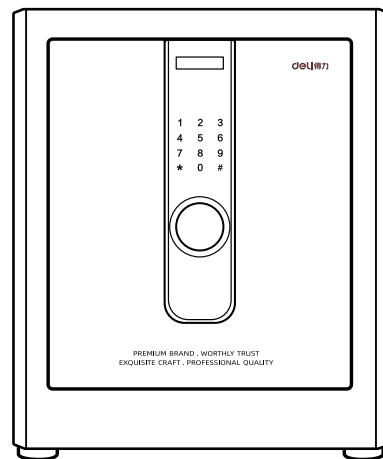 deli得力
1 2 3
4 5 6
7 8 9
* 0 #
PREMIUM BRAND . WORTHLY TRUST
EXQUISITE CRAFT . PROFESSIONAL QUALITY